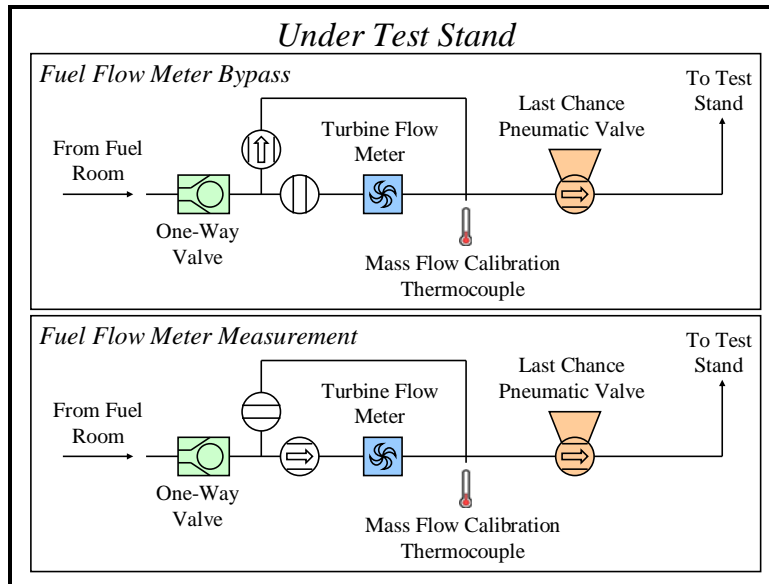 Under Test Stand
Fuel Flow Meter Bypass
To Test
Stand
Last Chance
Pneumatic Valve
Turbine Flow
Meter
From Fuel
Room
One-Way
Valve
Mass Flow Calibration
Thermocouple
Fuel Flow Meter Measurement
To Test
Stand
Last Chance
Pneumatic Valve
Turbine Flow
Meter
From Fuel
Room
One-Way
Valve
Mass Flow Calibration
Thermocouple